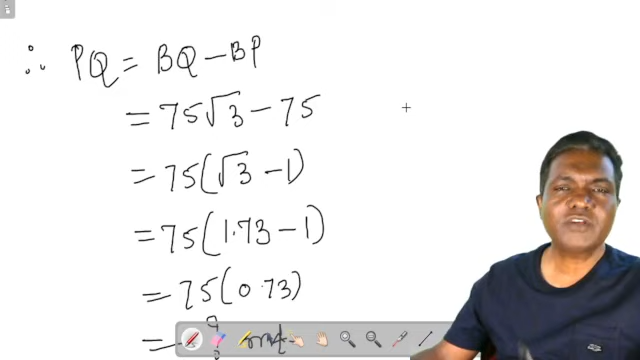 ∴ PQ = BQ − BP
= 75√3 − 75
= 75(√3 − 1)
= 75(1.73 − 1)
= 75(0.73)
=